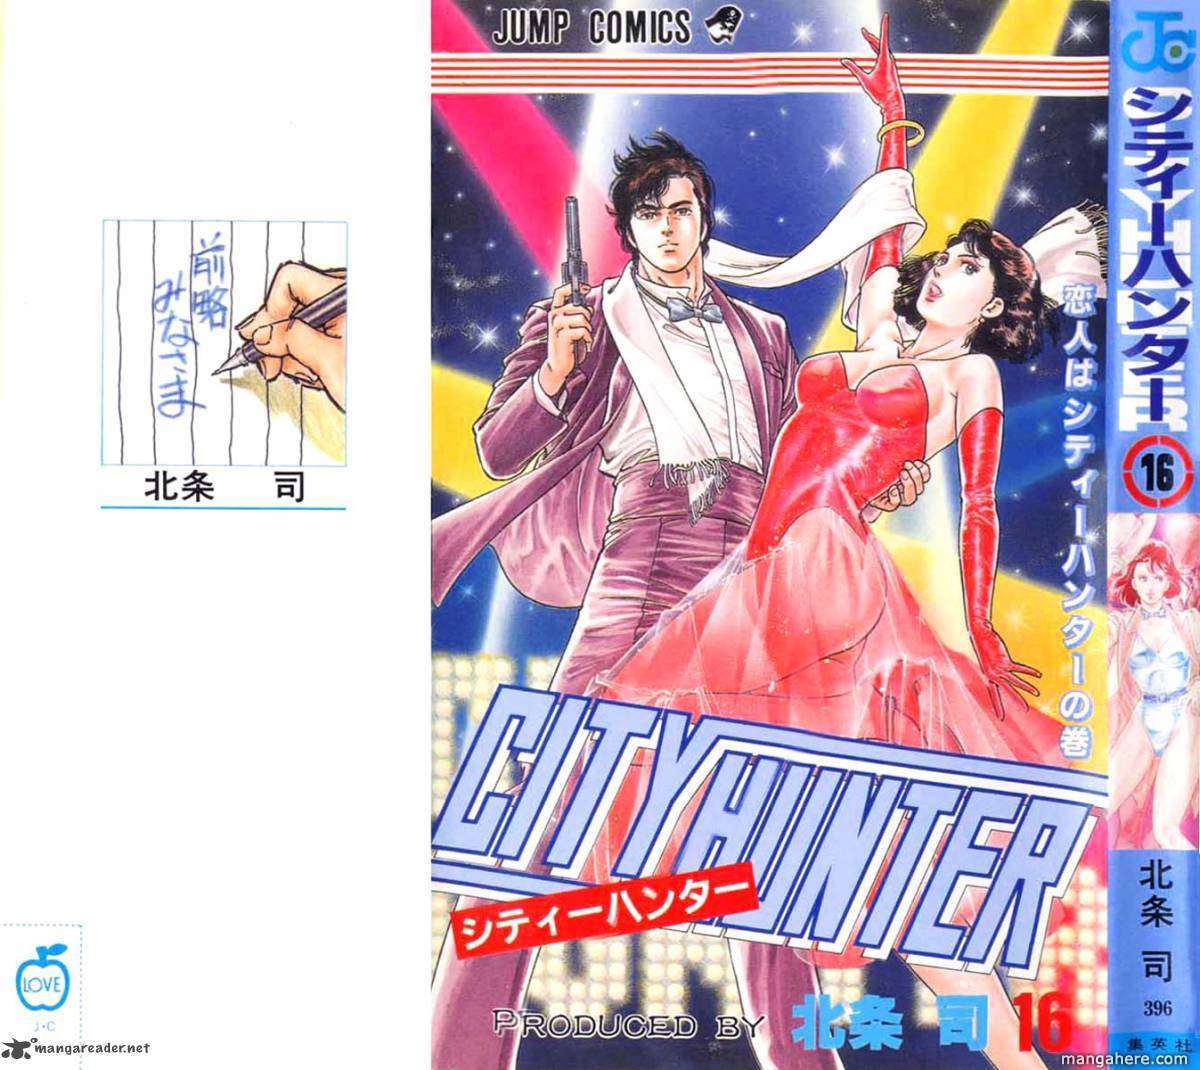 前略
みなさま
北条 司
LOVE
J・C
mangareader.net
JUMP COMICS
恋人はシティーハンターの巻
CITY HUNTER
シティーハンター
PRODUCED BY 北条 司 16
JC
シティーハンター
CITY HUNTER
16
北条 司
396
集英社
mangahere.com